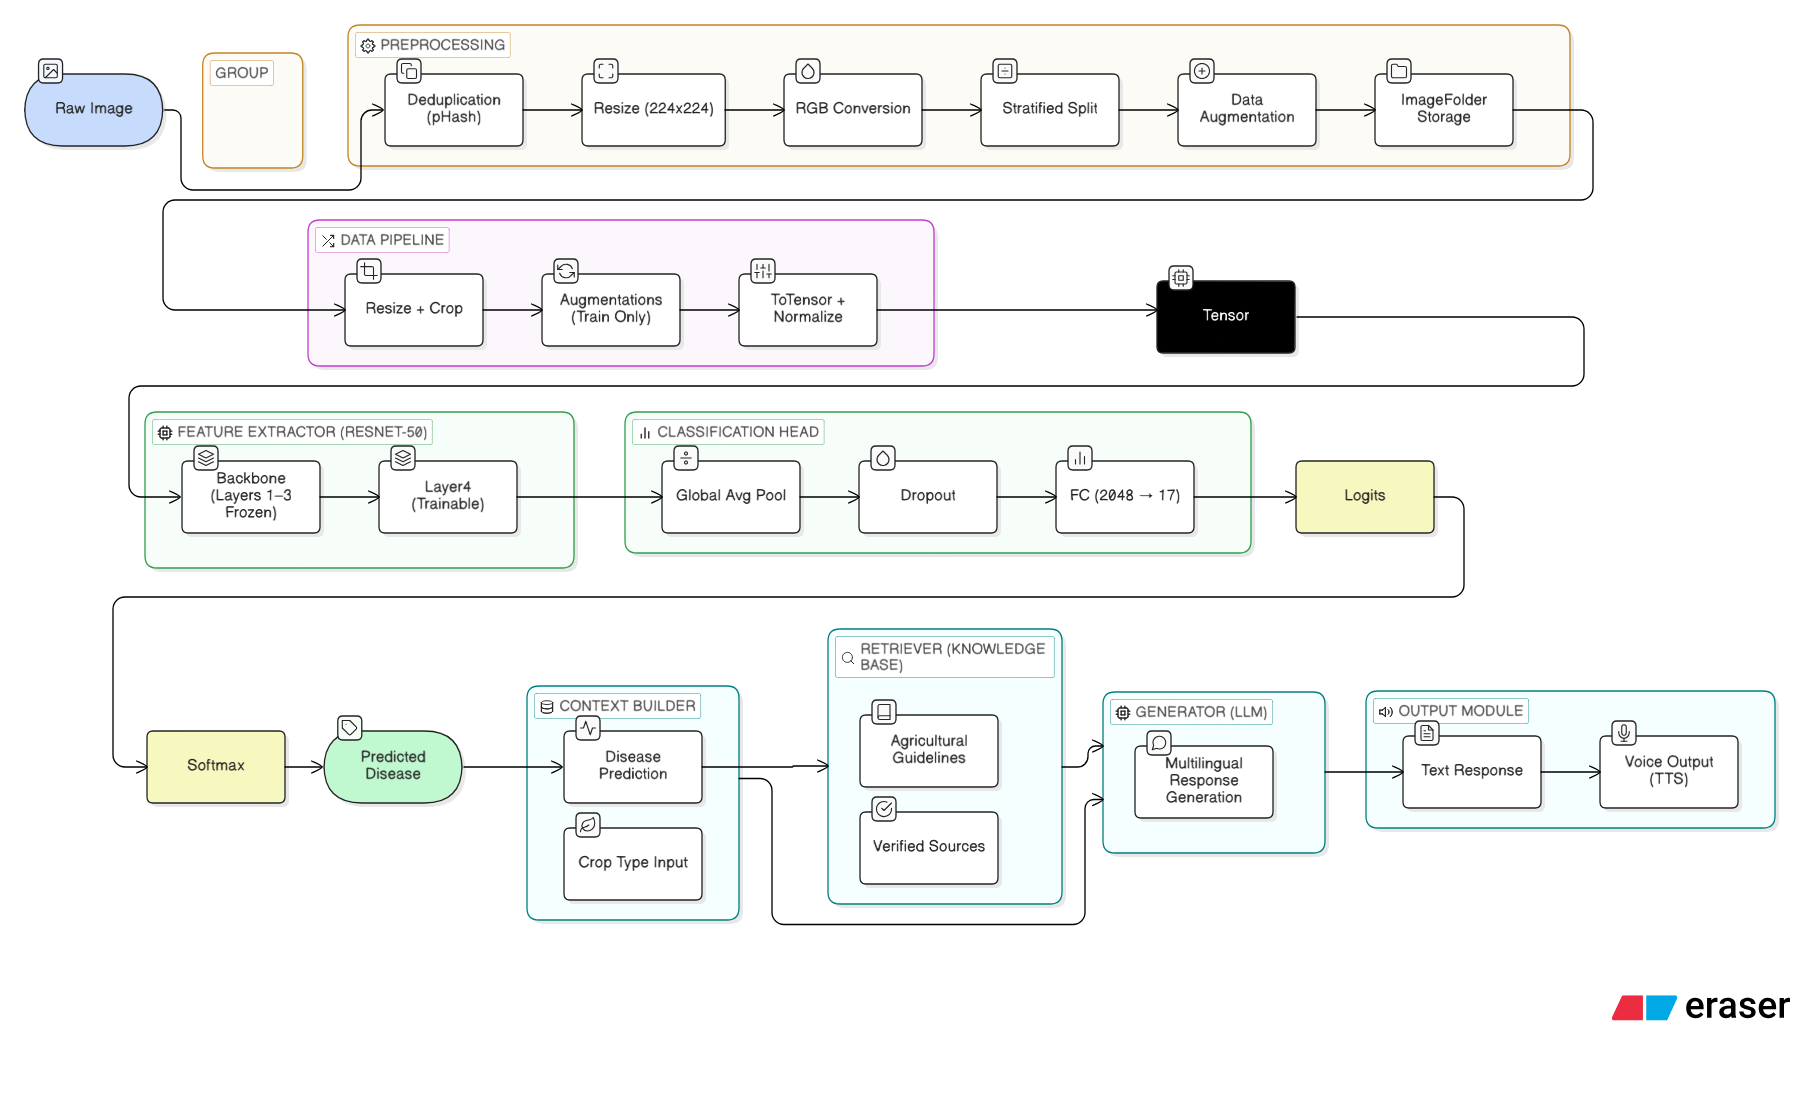 PREPROCESSING
GROUP
Raw Image
Deduplication
(pHash)
Resize (224x224)
RGB Conversion
Stratified Split
Data
Augmentation
ImageFolder
Storage
DATA PIPELINE
Resize + Crop
Augmentations
(Train Only)
ToTensor +
Normalize
Tensor
FEATURE EXTRACTOR (RESNET-50)
Backbone
(Layers 1–3
Frozen)
Layer4
(Trainable)
CLASSIFICATION HEAD
Global Avg Pool
Dropout
FC (2048 → 17)
Logits
Softmax
Predicted
Disease
CONTEXT BUILDER
Disease
Prediction
Crop Type Input
RETRIEVER (KNOWLEDGE
BASE)
Agricultural
Guidelines
Verified Sources
GENERATOR (LLM)
Multilingual
Response
Generation
OUTPUT MODULE
Text Response
Voice Output
(TTS)
eraser